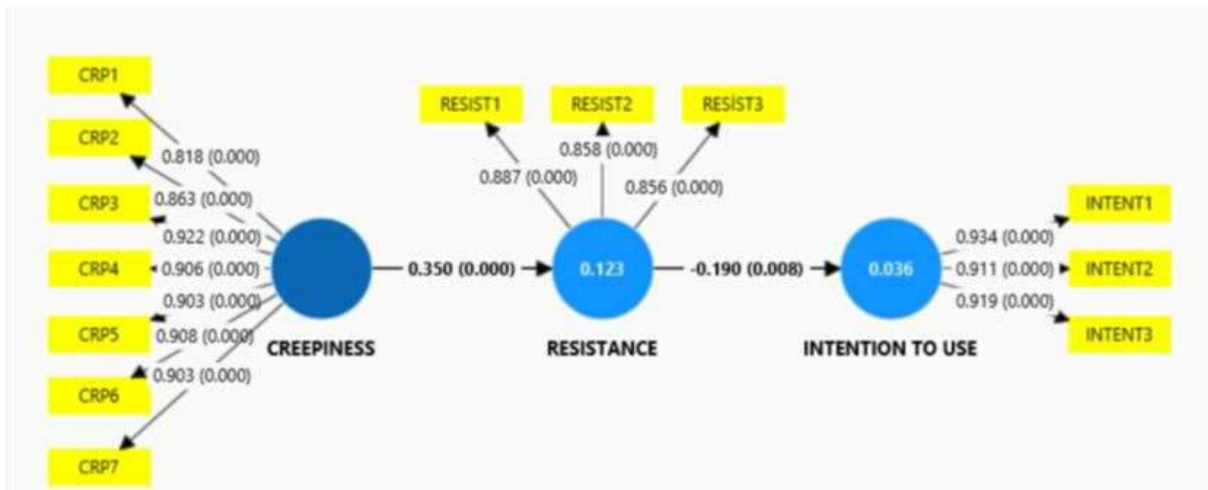 CRP1
CRP2
CRP3
CRP4
CRP5
CRP6
CRP7
0.818 (0.000)
0.863 (0.000)
0.922 (0.000)
0.906 (0.000)
0.903 (0.000)
0.908 (0.000)
0.903 (0.000)
CREEPINESS
0.350 (0.000)
RESIST1
RESIST2
RESİST3
0.887 (0.000)
0.858 (0.000)
0.856 (0.000)
0.123
RESISTANCE
-0.190 (0.008)
0.036
INTENTION TO USE
0.934 (0.000)
0.911 (0.000)
0.919 (0.000)
INTENT1
INTENT2
INTENT3